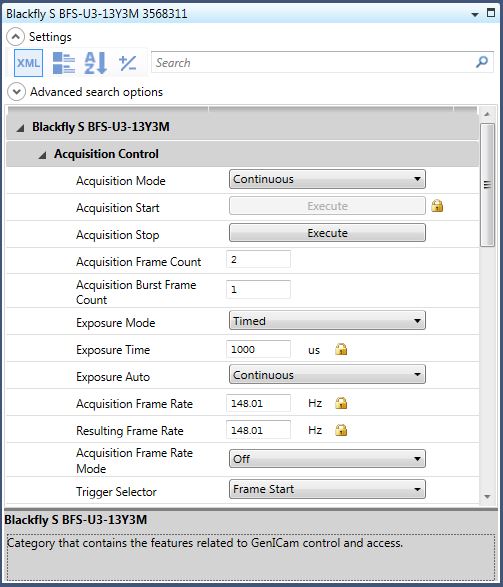 Blackfly S BFS-U3-13Y3M 3568311
Settings
XML A Z +/- Search
Advanced search options
Blackfly S BFS-U3-13Y3M
Acquisition Control
Acquisition Mode Continuous
Acquisition Start Execute
Acquisition Stop Execute
Acquisition Frame Count 2
Acquisition Burst Frame
Count 1
Exposure Mode Timed
Exposure Time 1000 us
Exposure Auto Continuous
Acquisition Frame Rate 148.01 Hz
Resulting Frame Rate 148.01 Hz
Acquisition Frame Rate
Mode Off
Trigger Selector Frame Start
Blackfly S BFS-U3-13Y3M
Category that contains the features related to GenICam control and access.